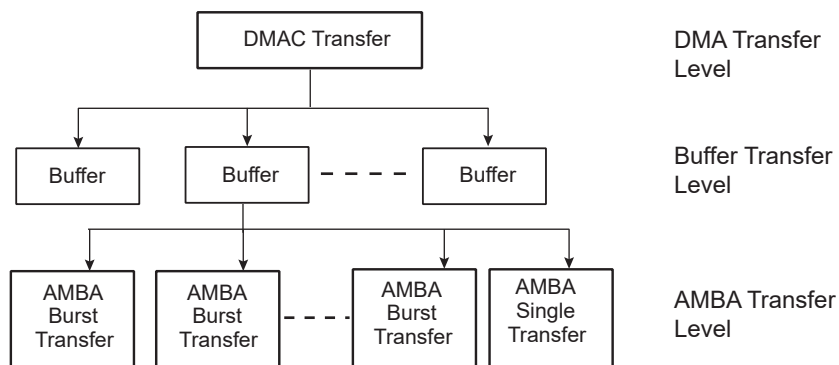 DMAC Transfer
DMA Transfer
Level
Buffer
Buffer
Buffer
Buffer Transfer
Level
AMBA
Burst
Transfer
AMBA
Burst
Transfer
AMBA
Burst
Transfer
AMBA
Single
Transfer
AMBA Transfer
Level